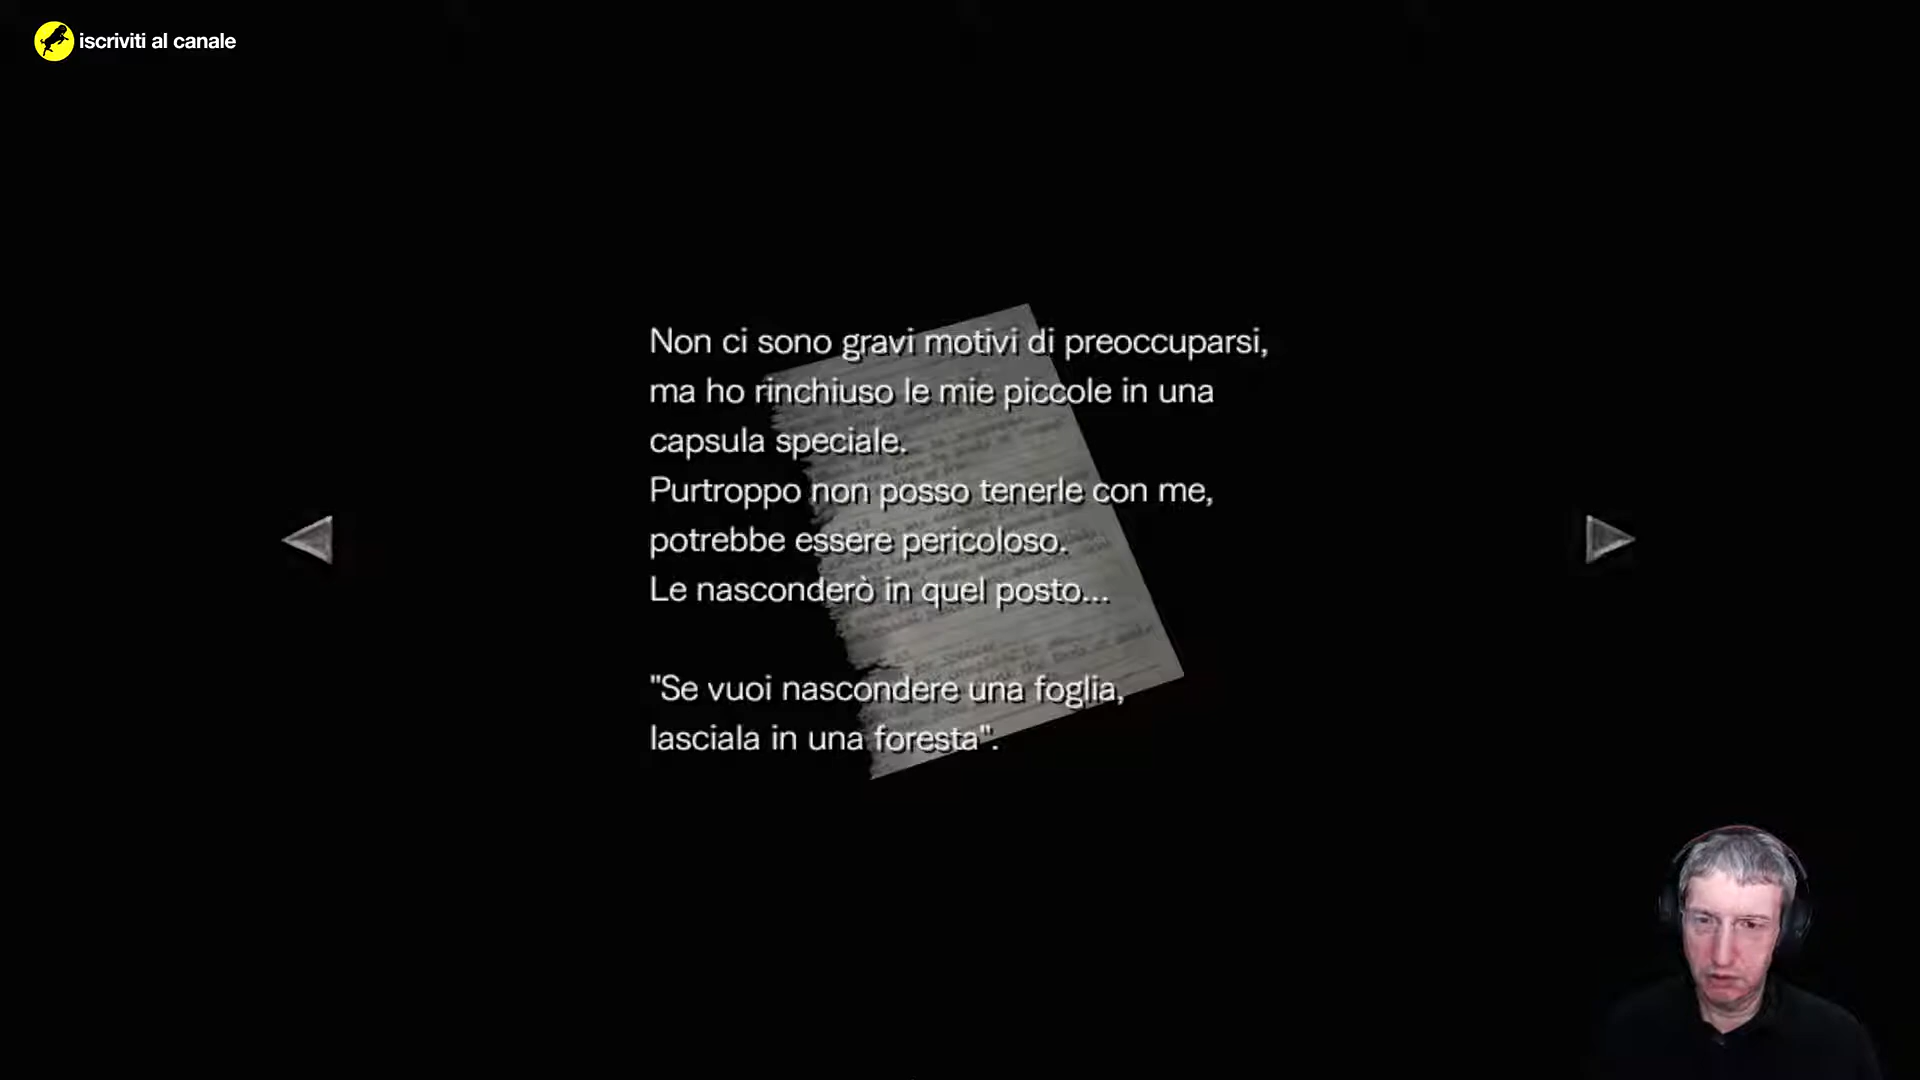 iscriviti al canale
Non ci sono gravi motivi di preoccuparsi,
ma ho rinchiuso le mie piccole in una
capsula speciale.
Purtroppo non posso tenerle con me,
potrebbe essere pericoloso.
Le nasconderò in quel posto...
"Se vuoi nascondere una foglia,
lasciala in una foresta".